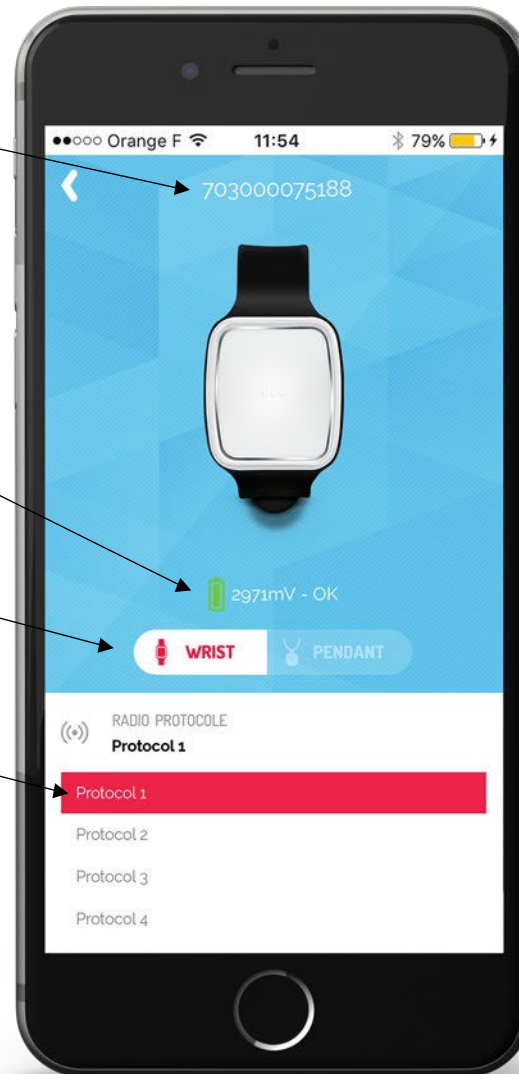 Orange F 11:54 79%
703000075188
2971mV - OK
WRIST PENDANT
RADIO PROTOCOLE
Protocol 1
Protocol 1
Protocol 2
Protocol 3
Protocol 4